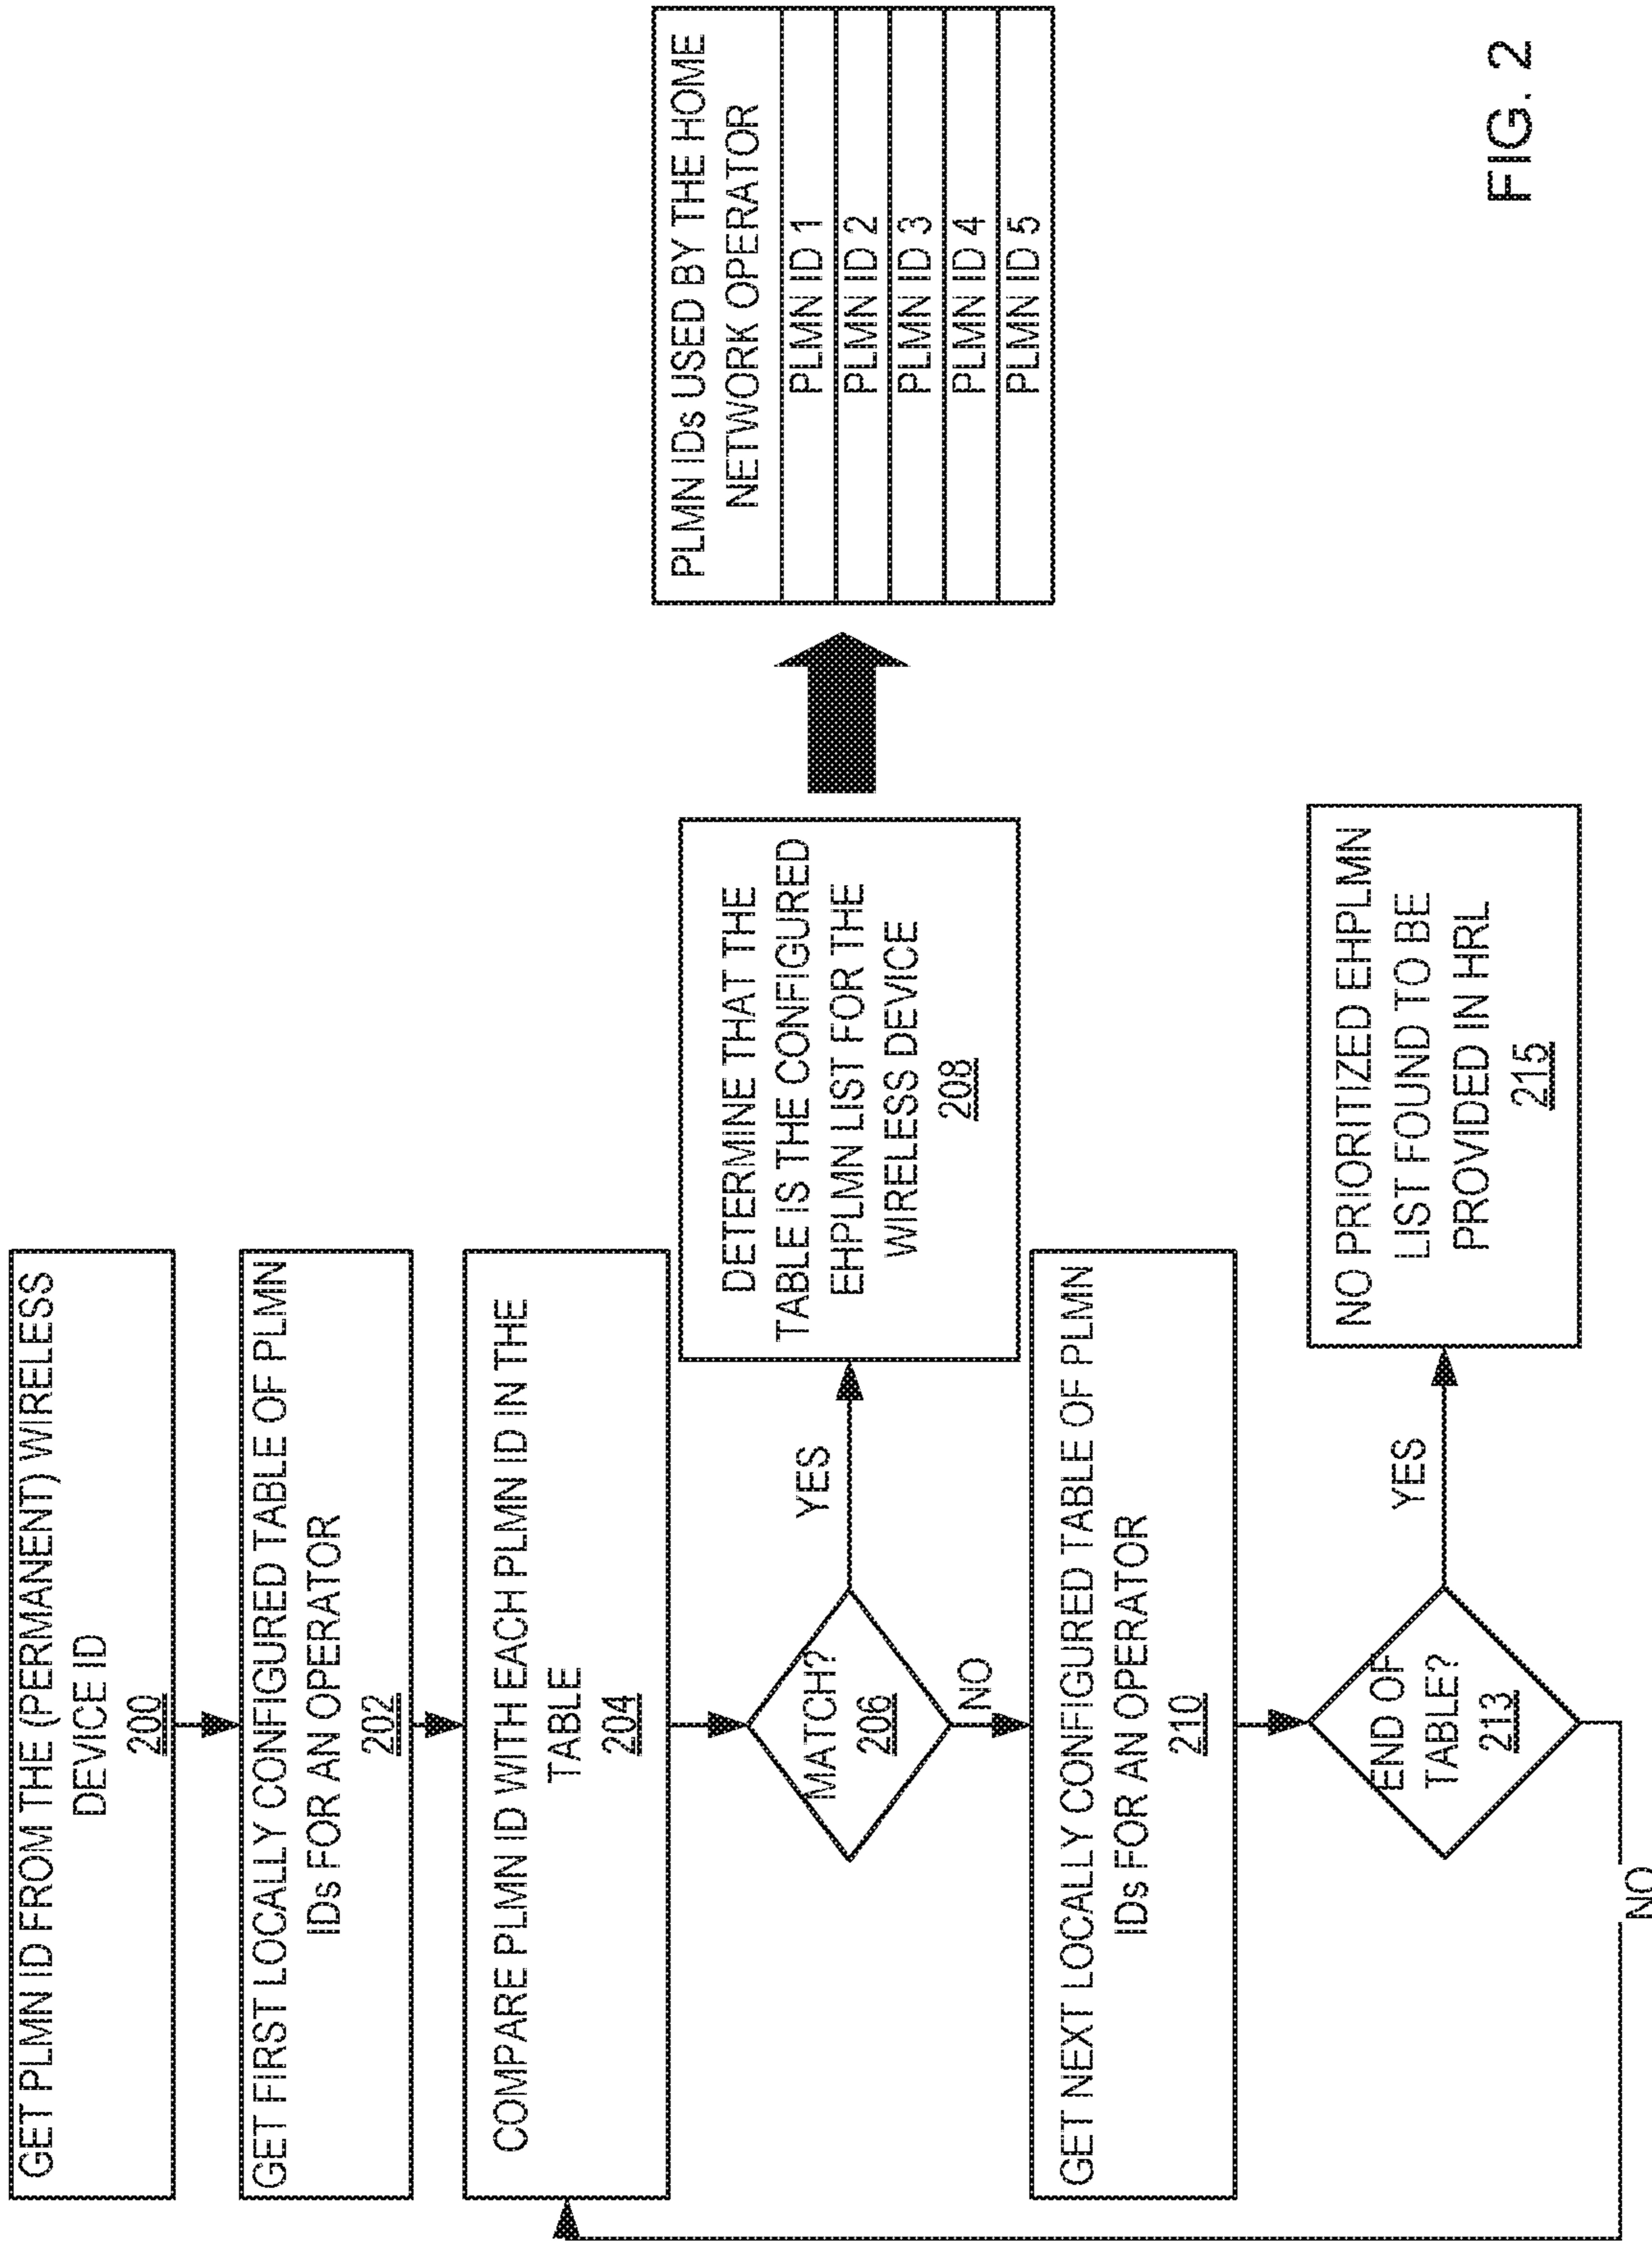 GET PLMN ID FROM THE (PERMANENT) WIRELESS
DEVICE ID
200
GET FIRST LOCALLY CONFIGURED TABLE OF PLMN
IDs FOR AN OPERATOR
202
COMPARE PLMN ID WITH EACH PLMN ID IN THE
TABLE
204
MATCH?
206
YES
NO
DETERMINE THAT THE
TABLE IS THE CONFIGURED
EHPLMN LIST FOR THE
WIRELESS DEVICE
208
PLMN IDs USED BY THE HOME
NETWORK OPERATOR
PLMN ID 1
PLMN ID 2
PLMN ID 3
PLMN ID 4
PLMN ID 5
GET NEXT LOCALLY CONFIGURED TABLE OF PLMN
IDs FOR AN OPERATOR
210
END OF
TABLE?
213
YES
NO
NO PRIORITIZED EHPLMN
LIST FOUND TO BE
PROVIDED IN HRL
215
FIG. 2